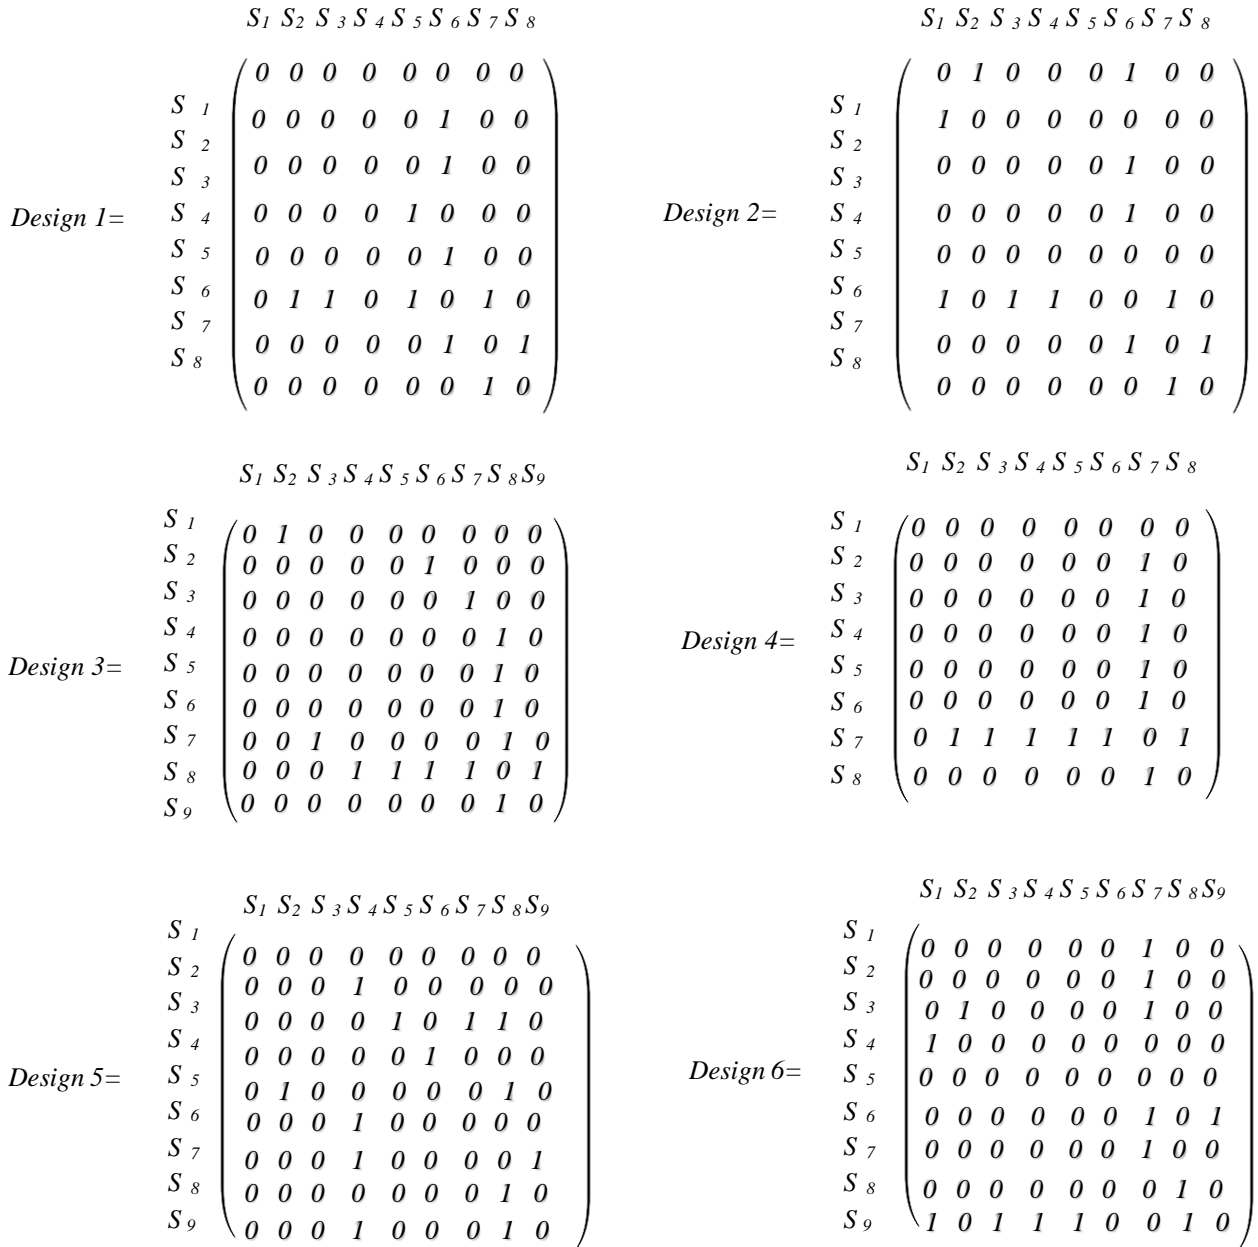 S1 S2 S3 S4 S5 S6 S7 S8
Design 1=
S1
S2
S3
S4
S5
S6
S7
S8
0 0 0 0 0 0 0 0
0 0 0 0 0 1 0 0
0 0 0 0 0 1 0 0
0 0 0 0 1 0 0 0
0 0 0 0 0 1 0 0
0 1 1 0 1 0 1 0
0 0 0 0 0 1 0 1
0 0 0 0 0 0 1 0
S1 S2 S3 S4 S5 S6 S7 S8
Design 2=
S1
S2
S3
S4
S5
S6
S7
S8
0 1 0 0 0 1 0 0
1 0 0 0 0 0 0 0
0 0 0 0 0 1 0 0
0 0 0 0 0 1 0 0
0 0 0 0 0 0 0 0
1 0 1 1 0 0 1 0
0 0 0 0 0 1 0 1
0 0 0 0 0 0 1 0
S1 S2 S3 S4 S5 S6 S7 S8 S9
Design 3=
S1
S2
S3
S4
S5
S6
S7
S8
S9
0 1 0 0 0 0 0 0 0
0 0 0 0 0 1 0 0 0
0 0 0 0 0 0 1 0 0
0 0 0 0 0 0 0 1 0
0 0 0 0 0 0 0 1 0
0 0 0 0 0 0 0 1 0
0 0 1 0 0 0 0 1 0
0 0 0 1 1 1 1 0 1
0 0 0 0 0 0 0 1 0
S1 S2 S3 S4 S5 S6 S7 S8
Design 4=
S1
S2
S3
S4
S5
S6
S7
S8
0 0 0 0 0 0 0 0
0 0 0 0 0 0 1 0
0 0 0 0 0 0 1 0
0 0 0 0 0 0 1 0
0 0 0 0 0 0 1 0
0 0 0 0 0 0 1 0
0 1 1 1 1 1 0 1
0 0 0 0 0 0 1 0
S1 S2 S3 S4 S5 S6 S7 S8 S9
Design 5=
S1
S2
S3
S4
S5
S6
S7
S8
S9
0 0 0 0 0 0 0 0 0
0 0 0 1 0 0 0 0 0
0 0 0 0 1 0 1 1 0
0 0 0 0 0 1 0 0 0
0 1 0 0 0 0 0 1 0
0 0 0 1 0 0 0 0 0
0 0 0 1 0 0 0 0 1
0 0 0 0 0 0 0 1 0
0 0 0 1 0 0 0 1 0
S1 S2 S3 S4 S5 S6 S7 S8 S9
Design 6=
S1
S2
S3
S4
S5
S6
S7
S8
S9
0 0 0 0 0 0 1 0 0
0 0 0 0 0 0 1 0 0
0 1 0 0 0 0 1 0 0
1 0 0 0 0 0 0 0 0
0 0 0 0 0 0 0 0 0
0 0 0 0 0 0 1 0 1
0 0 0 0 0 0 1 0 0
0 0 0 0 0 0 0 1 0
1 0 1 1 1 0 0 1 0